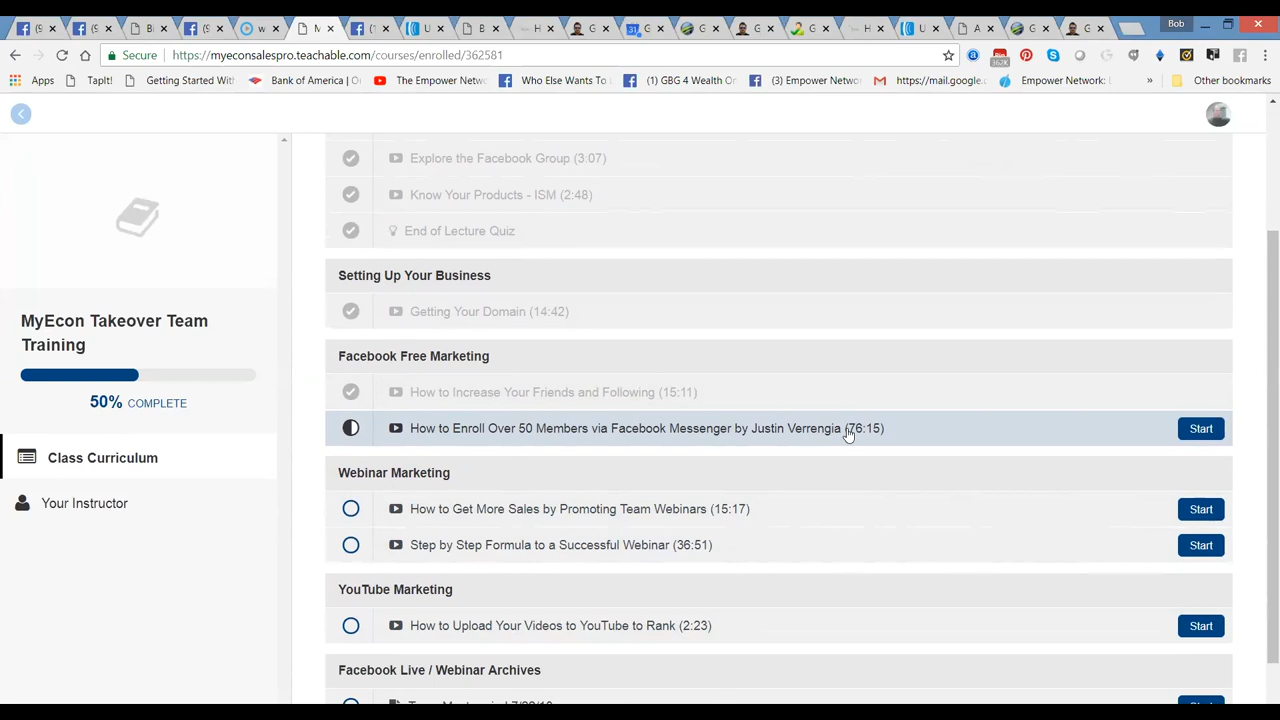 Bob
Secure https://myeconsalespro.teachable.com/courses/enrolled/362581
Apps TapIt! Getting Started With Bank of America | O The Empower Netwo Who Else Wants To (1) GBG 4 Week Or (3) Empower Networ https://mail.google.c Empower Network: L » Other bookmarks
Explore the Facebook Group (3:07)
Know Your Products - ISM (2:48)
End of Lecture Quiz
Setting Up Your Business
Getting Your Domain (14:42)
Facebook Free Marketing
How to Increase Your Friends and Following (15:11)
How to Enroll Over 50 Members via Facebook Messenger by Justin Verrengia (76:15) Start
Webinar Marketing
How to Get More Sales by Promoting Team Webinars (15:17) Start
Step by Step Formula to a Successful Webinar (36:51) Start
YouTube Marketing
How to Upload Your Videos to YouTube to Rank (2:23) Start
Facebook Live / Webinar Archives
MyEcon Takeover Team
Training
50% COMPLETE
Class Curriculum
Your Instructor